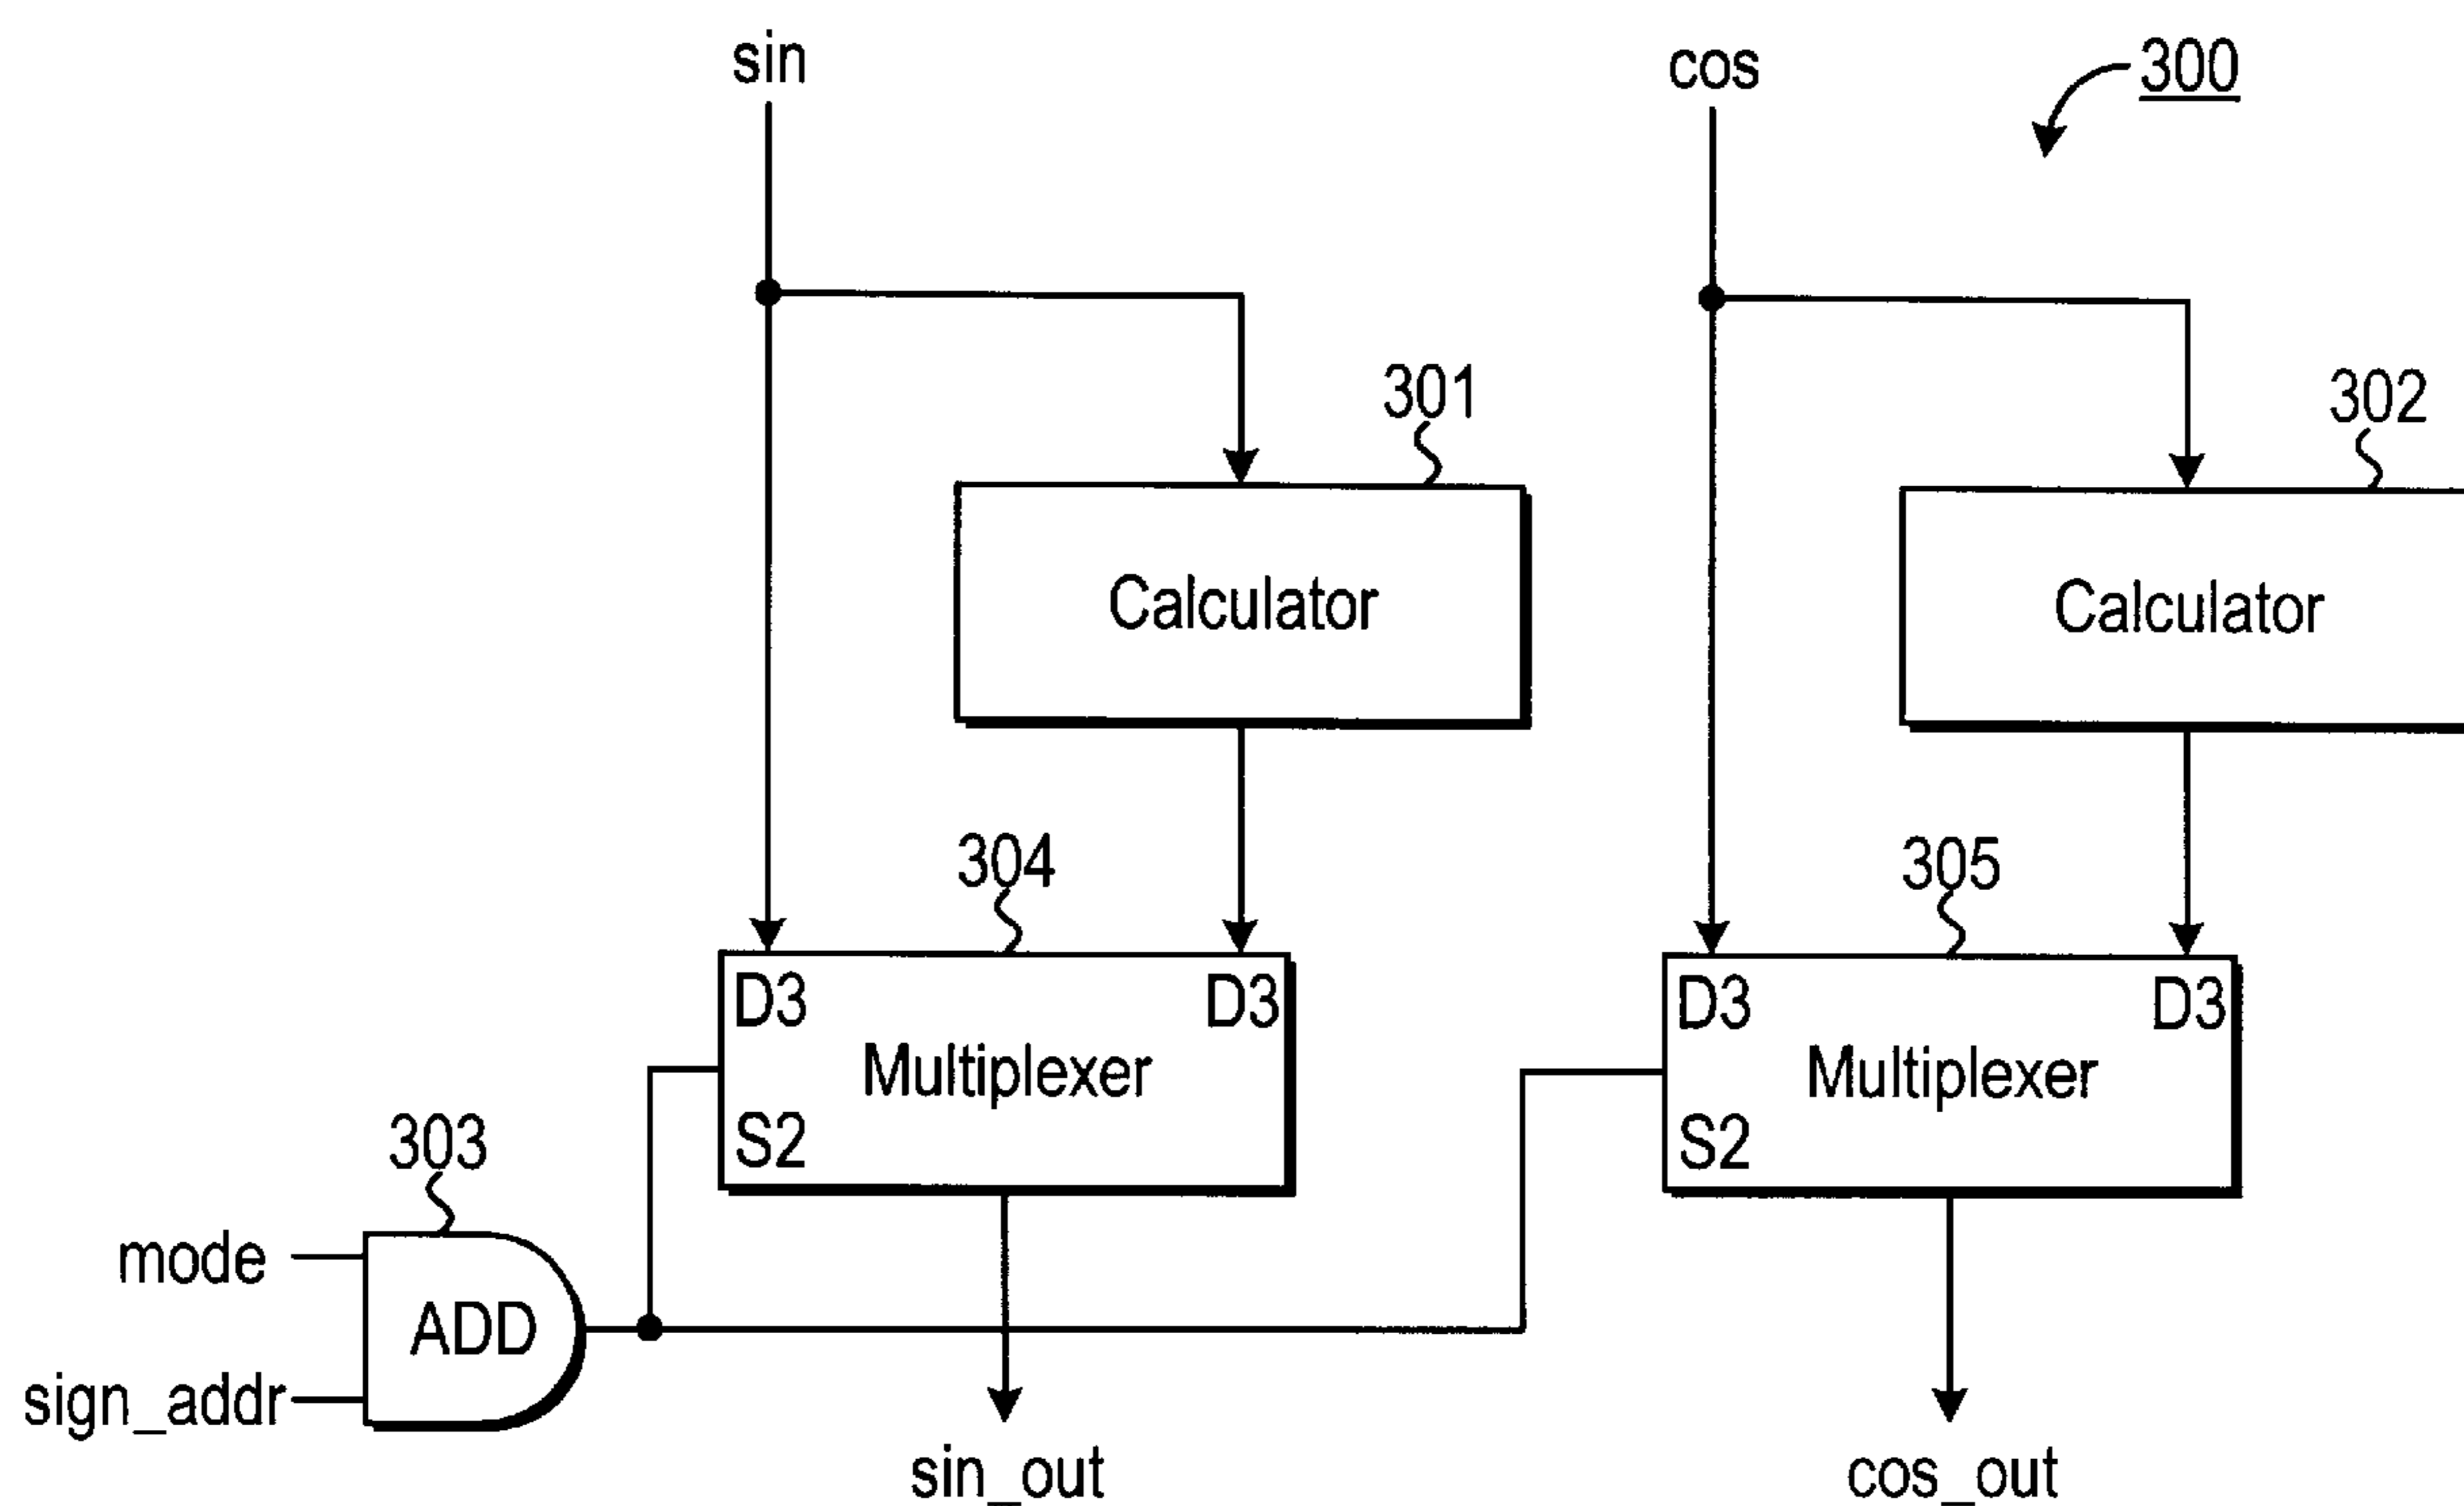 sin
cos
300
301
302
Calculator
Calculator
304
305
D3
D3
Multiplexer
S2
D3
D3
Multiplexer
S2
303
mode
ADD
sign_addr
sin_out
cos_out